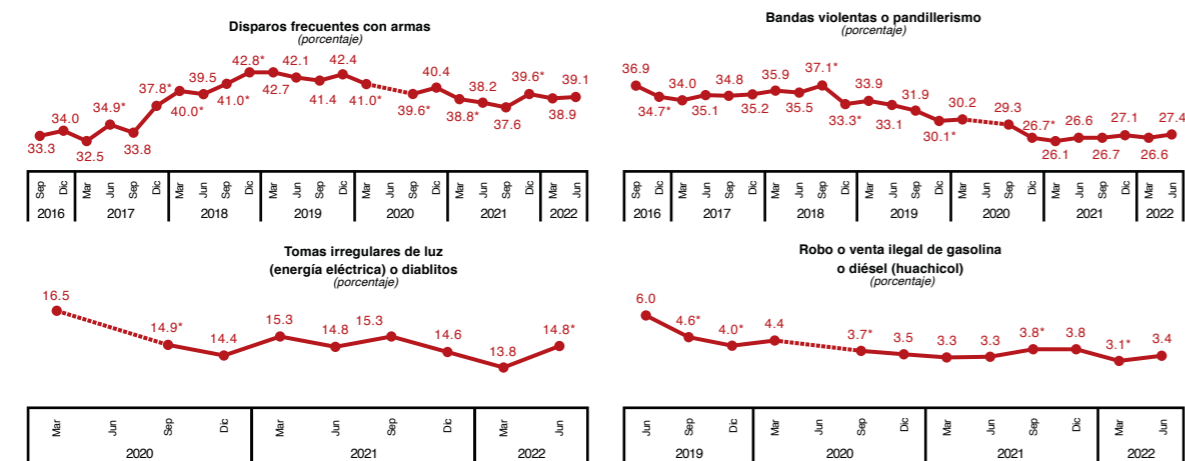 Disparos frecuentes con armas
(porcentaje)
33.3 34.0 32.5 34.9* 33.8 37.8* 40.0* 39.5 41.0* 42.8* 42.7 42.1 41.4 42.4 41.0* 39.6* 40.4 38.8* 38.2 37.6 39.6* 38.9 39.1
Sep Dic Mar Jun Sep Dic Mar Jun Sep Dic Mar Jun Sep Dic Mar Jun Sep Dic Mar Jun Sep Dic Mar Jun
2016 2017 2018 2019 2020 2021 2022
Bandas violentas o pandillerismo
(porcentaje)
36.9 34.7* 34.0 35.1 34.8 35.2 35.9 35.5 37.1* 33.3* 33.9 33.1 31.9 30.1* 30.2 29.3 26.7* 26.1 26.6 26.7 27.1 26.6 27.4
Sep Dic Mar Jun Sep Dic Mar Jun Sep Dic Mar Jun Sep Dic Mar Jun Sep Dic Mar Jun Sep Dic Mar Jun
2016 2017 2018 2019 2020 2021 2022
Tomas irregulares de luz
(energía eléctrica) o diablitos
(porcentaje)
16.5 14.9* 14.4 15.3 14.8 15.3 14.6 13.8 14.8*
Mar Jun Sep Dic Mar Jun Sep Dic Mar Jun
2020 2021 2022
Robo o venta ilegal de gasolina
o diésel (huachicol)
(porcentaje)
6.0 4.6* 4.0* 4.4 3.7* 3.5 3.3 3.3 3.8* 3.8 3.1* 3.4
Jun Sep Dic Mar Jun Sep Dic Mar Jun Sep Dic Mar Jun
2019 2020 2021 2022